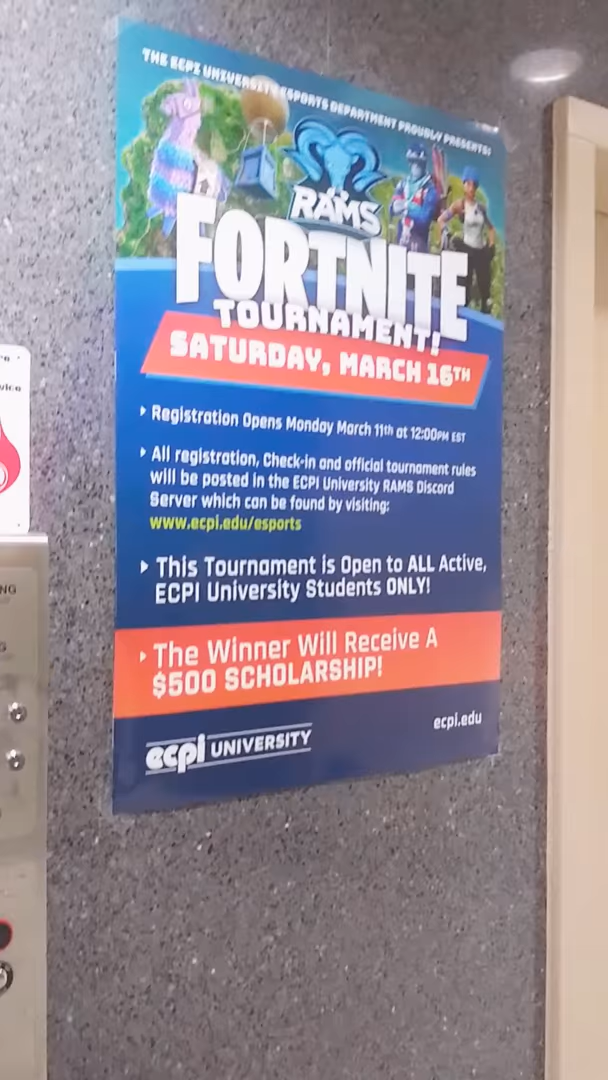 THE ECPI UNIVERSITY ESPORTS DEPARTMENT PROUDLY PRESENTS:
RAMS
FORTNITE
TOURNAMENT!
SATURDAY, MARCH 16TH
Registration Opens Monday March 11th at 12:00PM EST
All registration, Check-in and official tournament rules
will be posted in the ECPI University RAMS Discord
Server which can be found by visiting:
www.ecpi.edu/esports
This Tournament is Open to ALL Active,
ECPI University Students ONLY!
The Winner Will Receive A
$500 SCHOLARSHIP!
ecpi UNIVERSITY
ecpi.edu